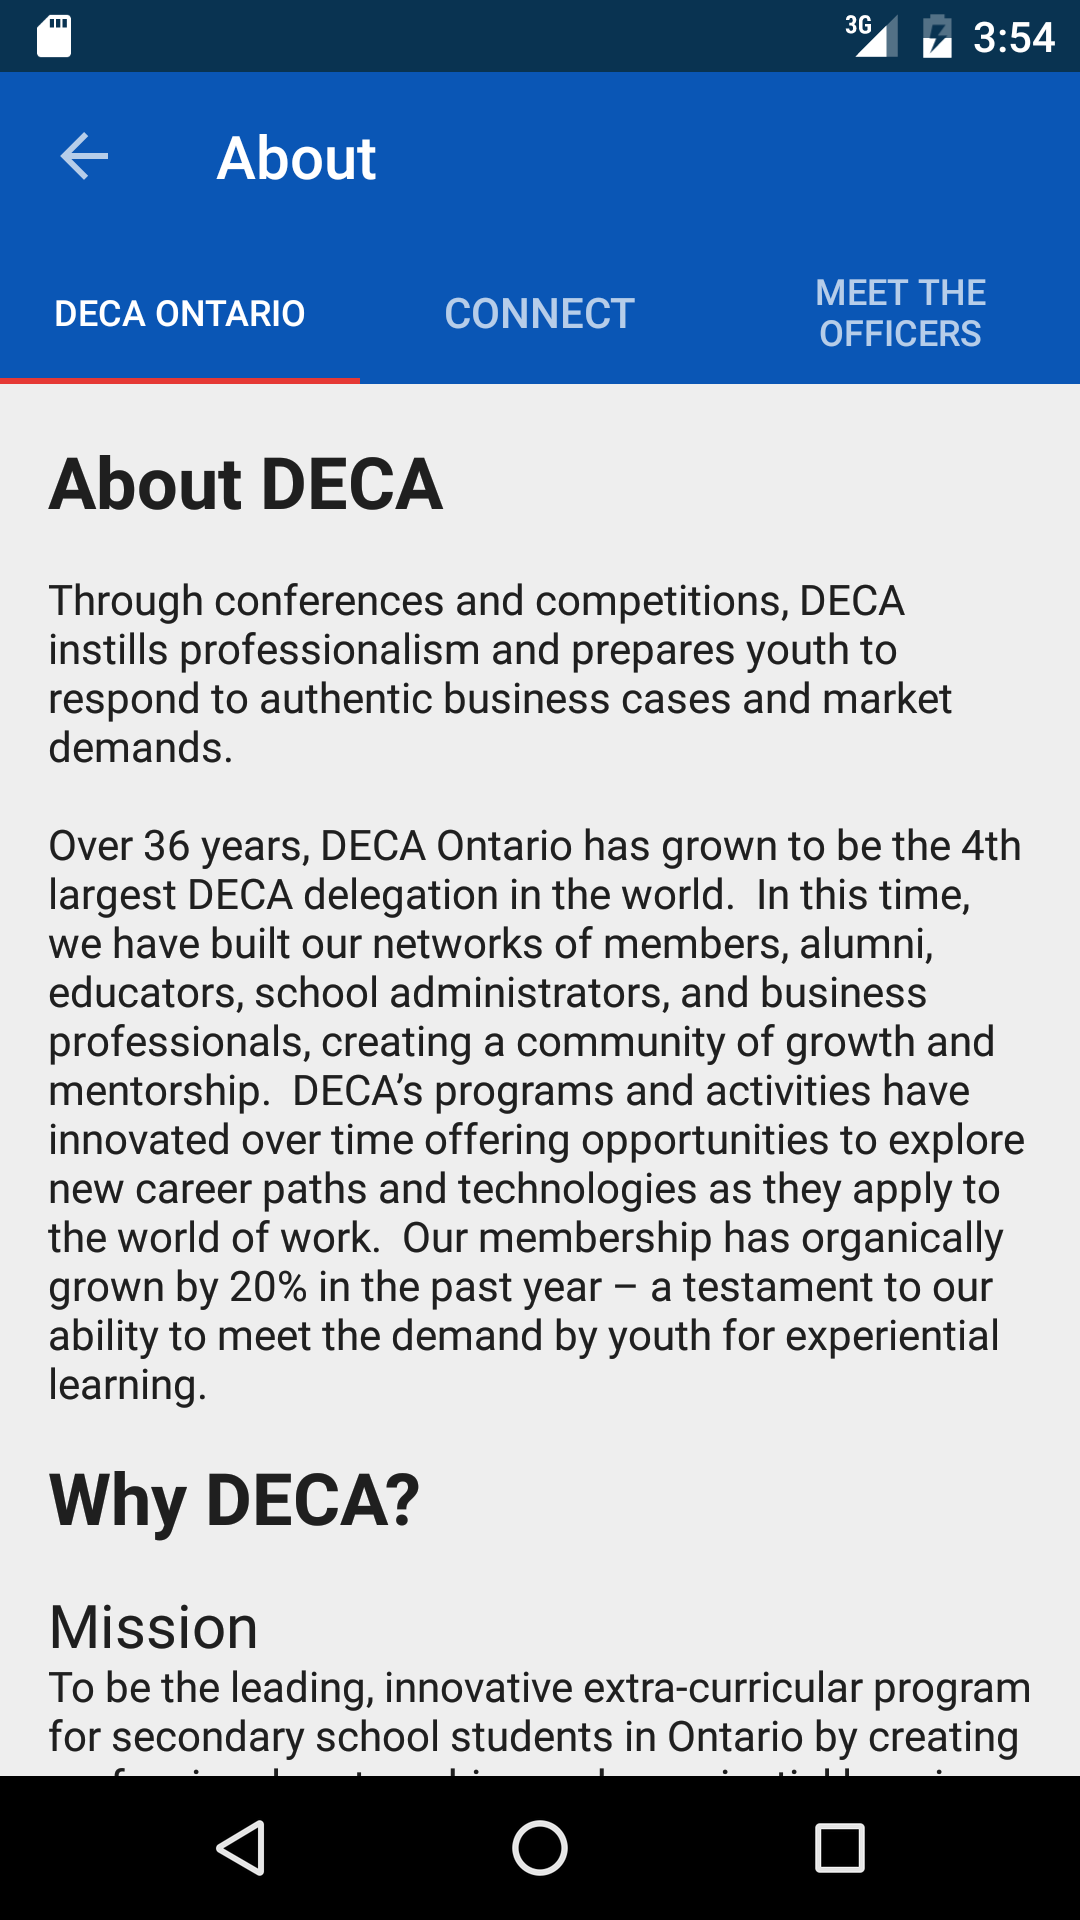 3G 3:54
About
DECA ONTARIO
CONNECT
MEET THE
OFFICERS
About DECA
Through conferences and competitions, DECA
instills professionalism and prepares youth to
respond to authentic business cases and market
demands.
Over 36 years, DECA Ontario has grown to be the 4th
largest DECA delegation in the world.  In this time,
we have built our networks of members, alumni,
educators, school administrators, and business
professionals, creating a community of growth and
mentorship.  DECA’s programs and activities have
innovated over time offering opportunities to explore
new career paths and technologies as they apply to
the world of work.  Our membership has organically
grown by 20% in the past year – a testament to our
ability to meet the demand by youth for experiential
learning.
Why DECA?
Mission
To be the leading, innovative extra-curricular program
for secondary school students in Ontario by creating